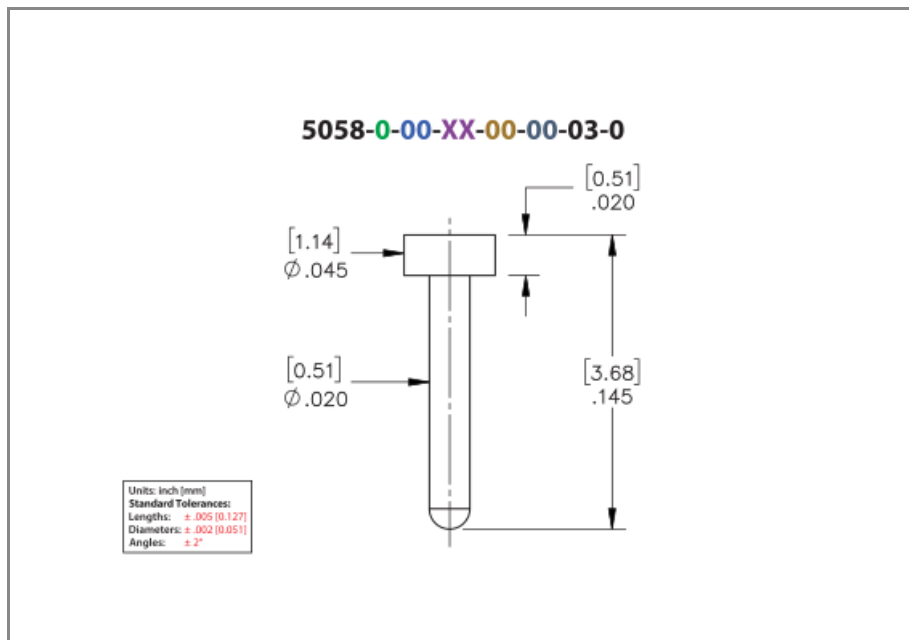 5058-0-00-XX-00-00-03-0
[0.51]
.020
[1.14]
Ø.045
[0.51]
Ø.020
[3.68]
.145
Units: inch [mm]
Standard Tolerances:
Lengths: ± .005 [0.127]
Diameters: ± .002 [0.051]
Angles: ± 2°